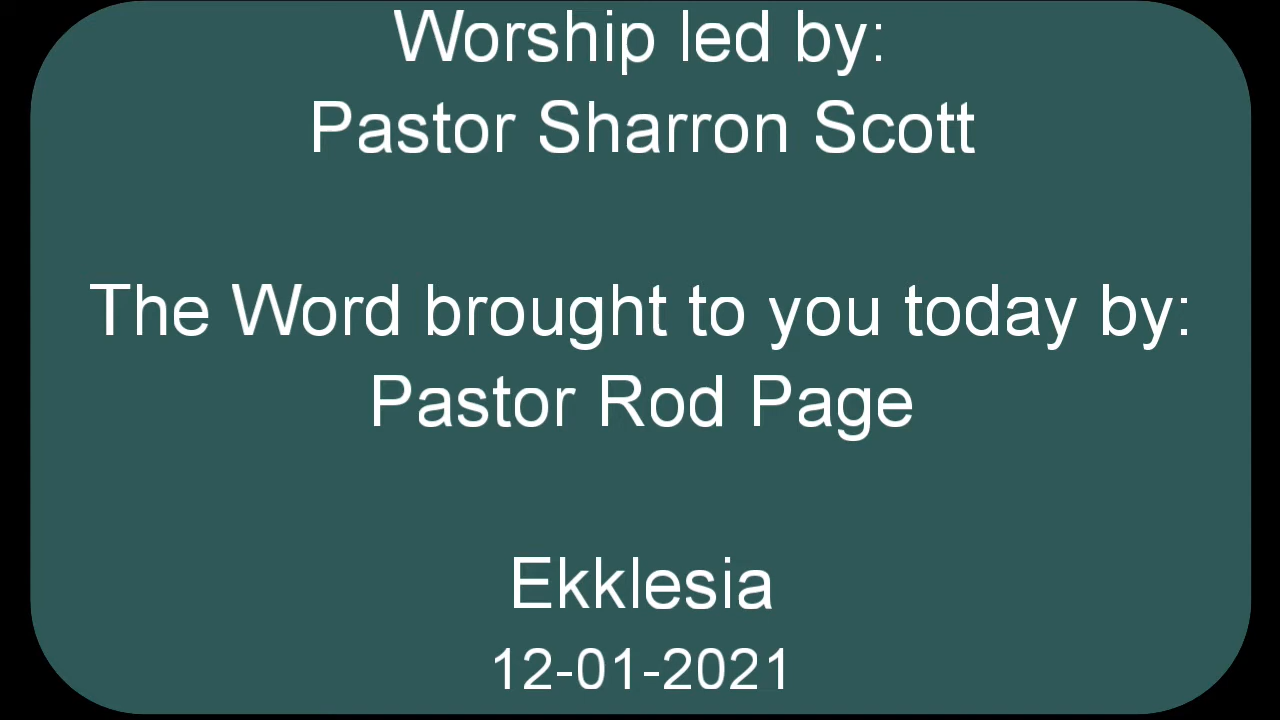 Worship led by:
Pastor Sharron Scott
The Word brought to you today by:
Pastor Rod Page
Ekklesia
12-01-2021